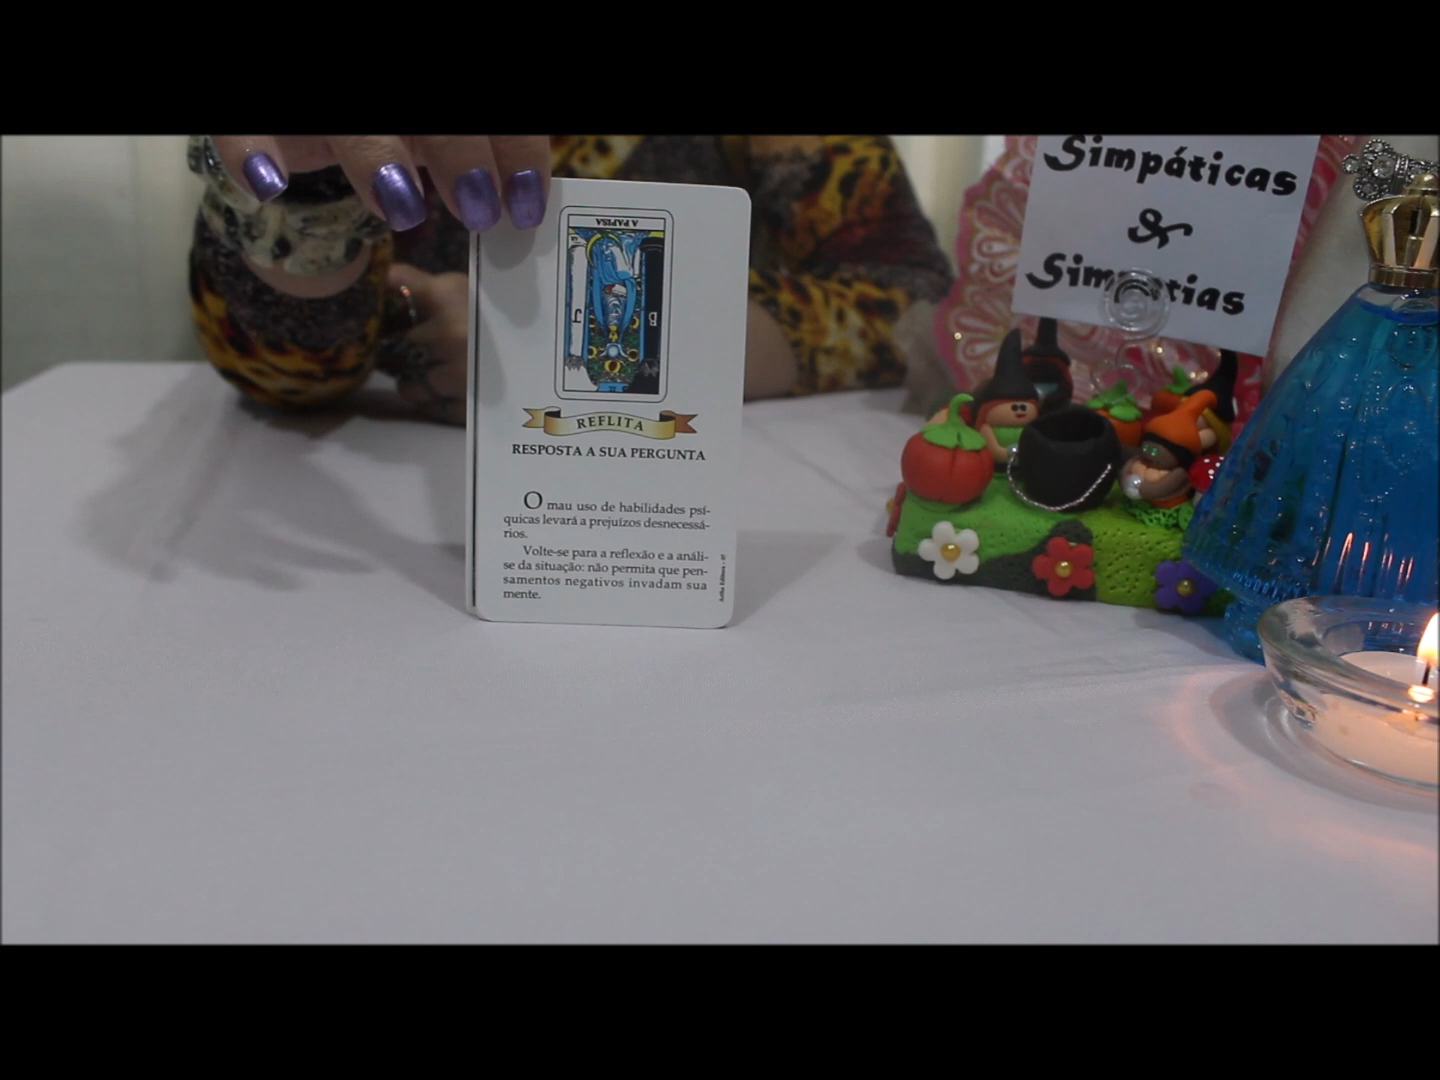 A PAPISA
J
B
REFLITA
RESPOSTA A SUA PERGUNTA
O mau uso de habilidades psí-
quicas levará a prejuízos desnecessá-
rios.
Volte-se para a reflexão e a análi-
se da situação: não permita que pen-
samentos negativos invadam sua
mente.
Simpáticas
&
Simpatias